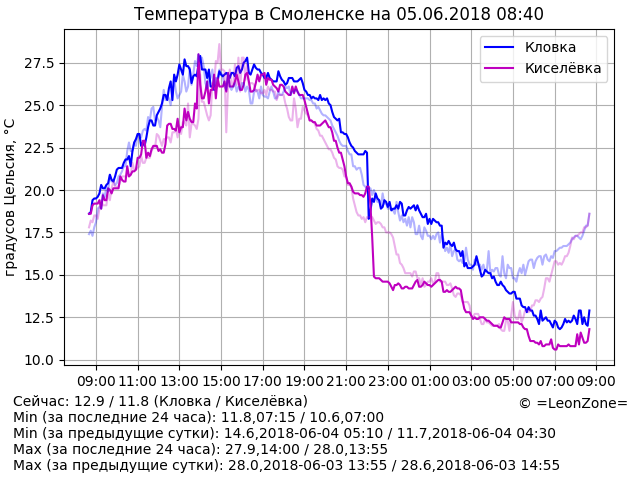 Температура в Смоленске на 05.06.2018 08:40
Кловка
Киселёвка
градусов Цельсия, °C
27.5
25.0
22.5
20.0
17.5
15.0
12.5
10.0
09:00 11:00 13:00 15:00 17:00 19:00 21:00 23:00 01:00 03:00 05:00 07:00 09:00
Сейчас: 12.9 / 11.8 (Кловка / Киселёвка)
© =LeonZone=
Min (за последние 24 часа): 11.8,07:15 / 10.6,07:00
Min (за предыдущие сутки): 14.6,2018-06-04 05:10 / 11.7,2018-06-04 04:30
Max (за последние 24 часа): 27.9,14:00 / 28.0,13:55
Max (за предыдущие сутки): 28.0,2018-06-03 13:55 / 28.6,2018-06-03 14:55